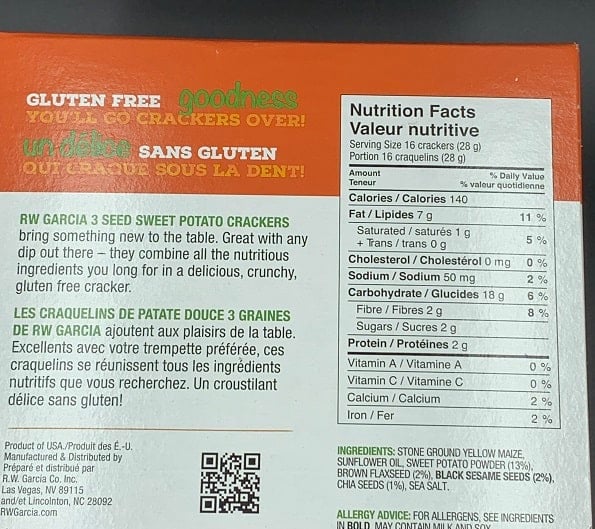 GLUTEN FREE goodness
YOU'LL GO CRACKERS OVER!
un délice SANS GLUTEN
QUI CRAQUE SOUS LA DENT!
RW GARCIA 3 SEED SWEET POTATO CRACKERS
bring something new to the table. Great with any
dip out there – they combine all the nutritious
ingredients you long for in a delicious, crunchy,
gluten free cracker.
LES CRAQUELINS DE PATATE DOUCE 3 GRAINES
DE RW GARCIA ajoutent aux plaisirs de la table.
Excellents avec votre trempette préférée, ces
craquelins se réunissent tous les ingrédients
nutritifs que vous recherchez. Un croustilant
délice sans gluten!
Product of USA./Produit des É.-U.
Manufactured & Distributed by
Préparé et distribué par
R.W. Garcia Co. Inc.
Las Vegas, NV 89115
and/et Lincolnton, NC 28092
RWGarcia.com
Nutrition Facts
Valeur nutritive
Serving Size 16 crackers (28 g)
Portion 16 craquelins (28 g)
Amount % Daily Value
Teneur % valeur quotidienne
Calories / Calories 140
Fat / Lipides 7 g 11 %
Saturated / saturés 1 g
+ Trans / trans 0 g 5 %
Cholesterol / Cholestérol 0 mg 0 %
Sodium / Sodium 50 mg 2 %
Carbohydrate / Glucides 18 g 6 %
Fibre / Fibres 2 g 8 %
Sugars / Sucres 2 g
Protein / Protéines 2 g
Vitamin A / Vitamine A 0 %
Vitamin C / Vitamine C 0 %
Calcium / Calcium 2 %
Iron / Fer 2 %
INGREDIENTS: STONE GROUND YELLOW MAIZE,
SUNFLOWER OIL, SWEET POTATO POWDER (13%),
BROWN FLAXSEED (2%), BLACK SESAME SEEDS (2%),
CHIA SEEDS (1%), SEA SALT.
ALLERGY ADVICE: FOR ALLERGENS, SEE INGREDIENTS
IN BOLD. MAY CONTAIN MILK AND SOY